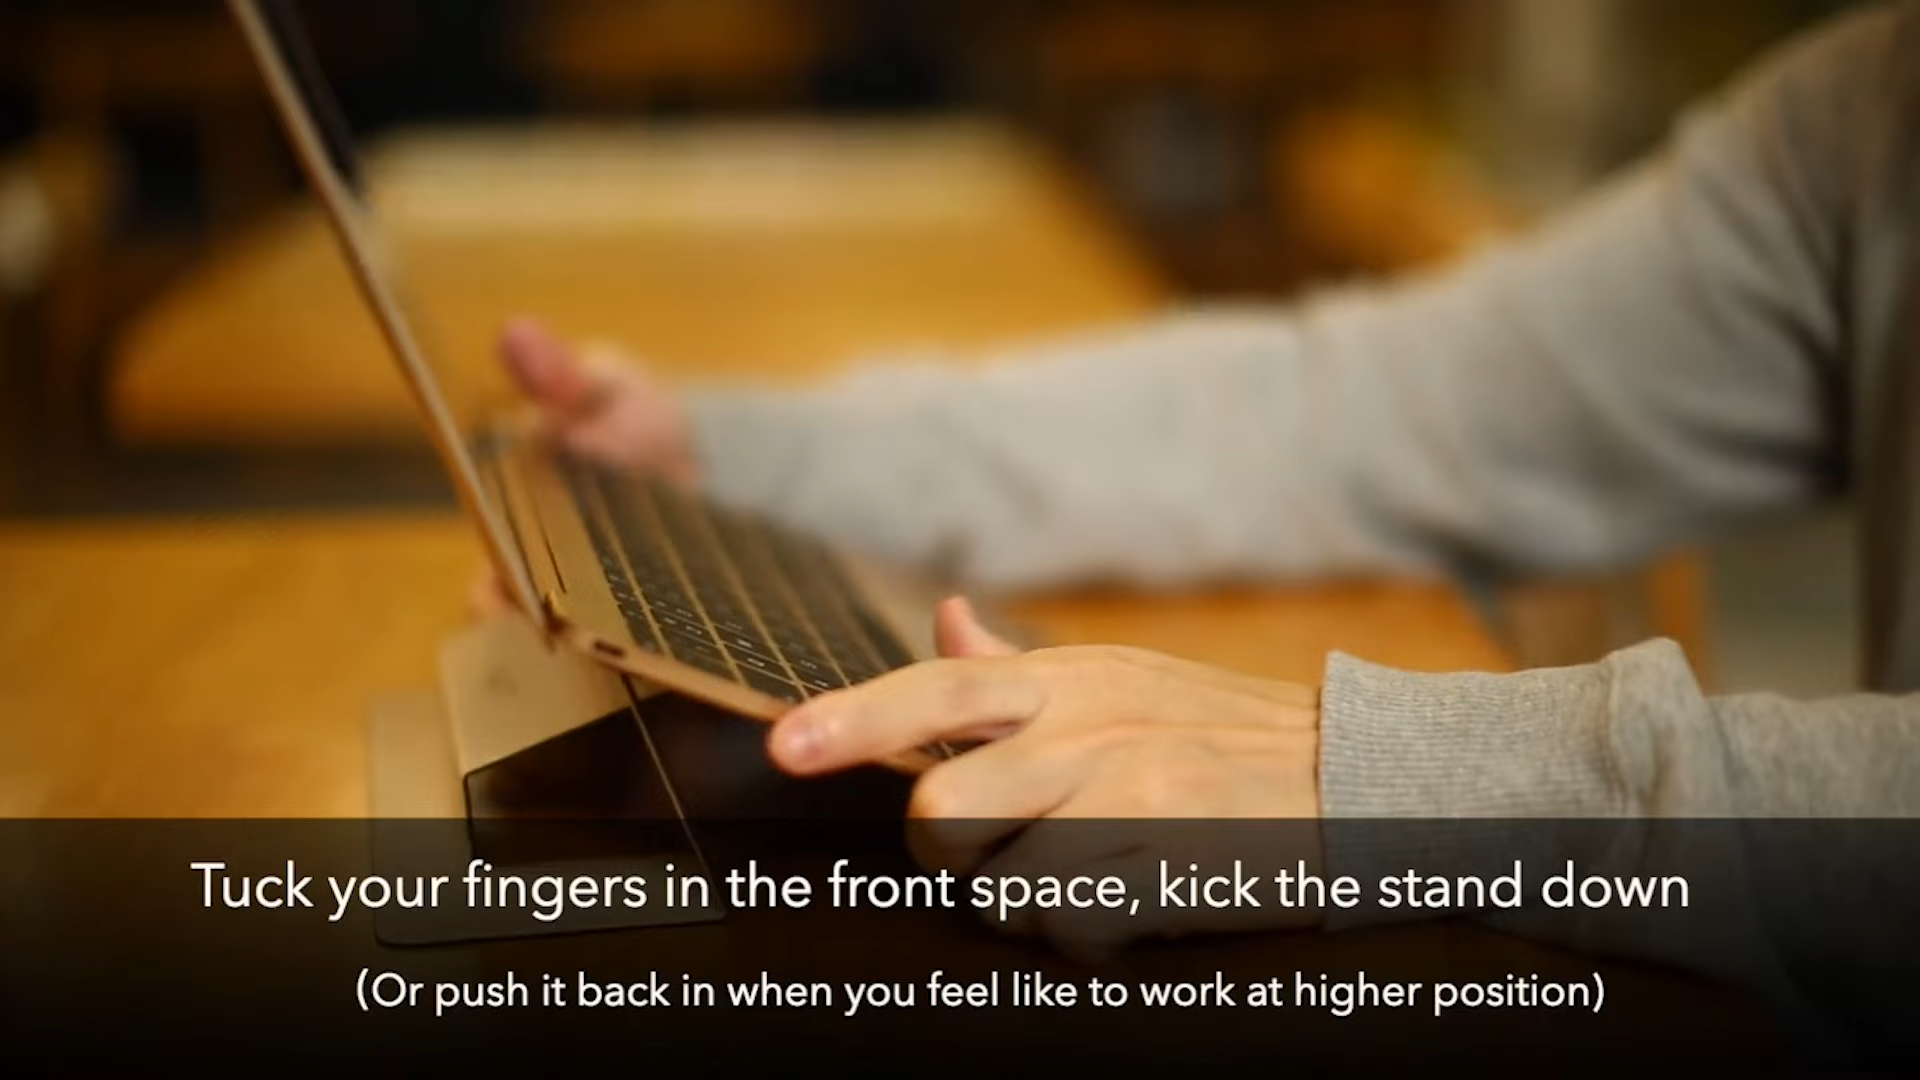 Tuck your fingers in the front space, kick the stand down
(Or push it back in when you feel like to work at higher position)